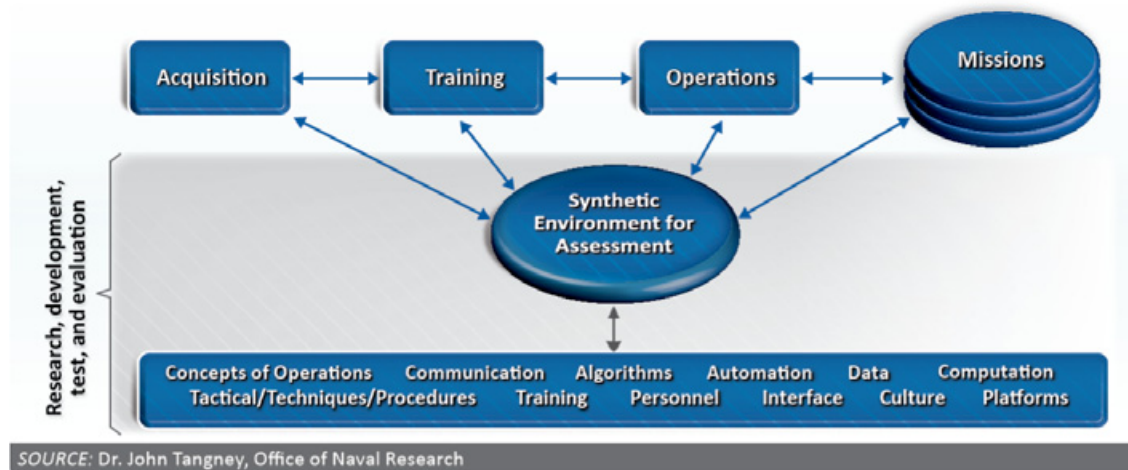 Acquisition
Training
Operations
Missions
Synthetic
Environment for
Assessment
Research, development,
test, and evaluation
Concepts of Operations Communication Algorithms Automation Data Computation
Tactical/Techniques/Procedures Training Personnel Interface Culture Platforms
SOURCE: Dr. John Tangney, Office of Naval Research